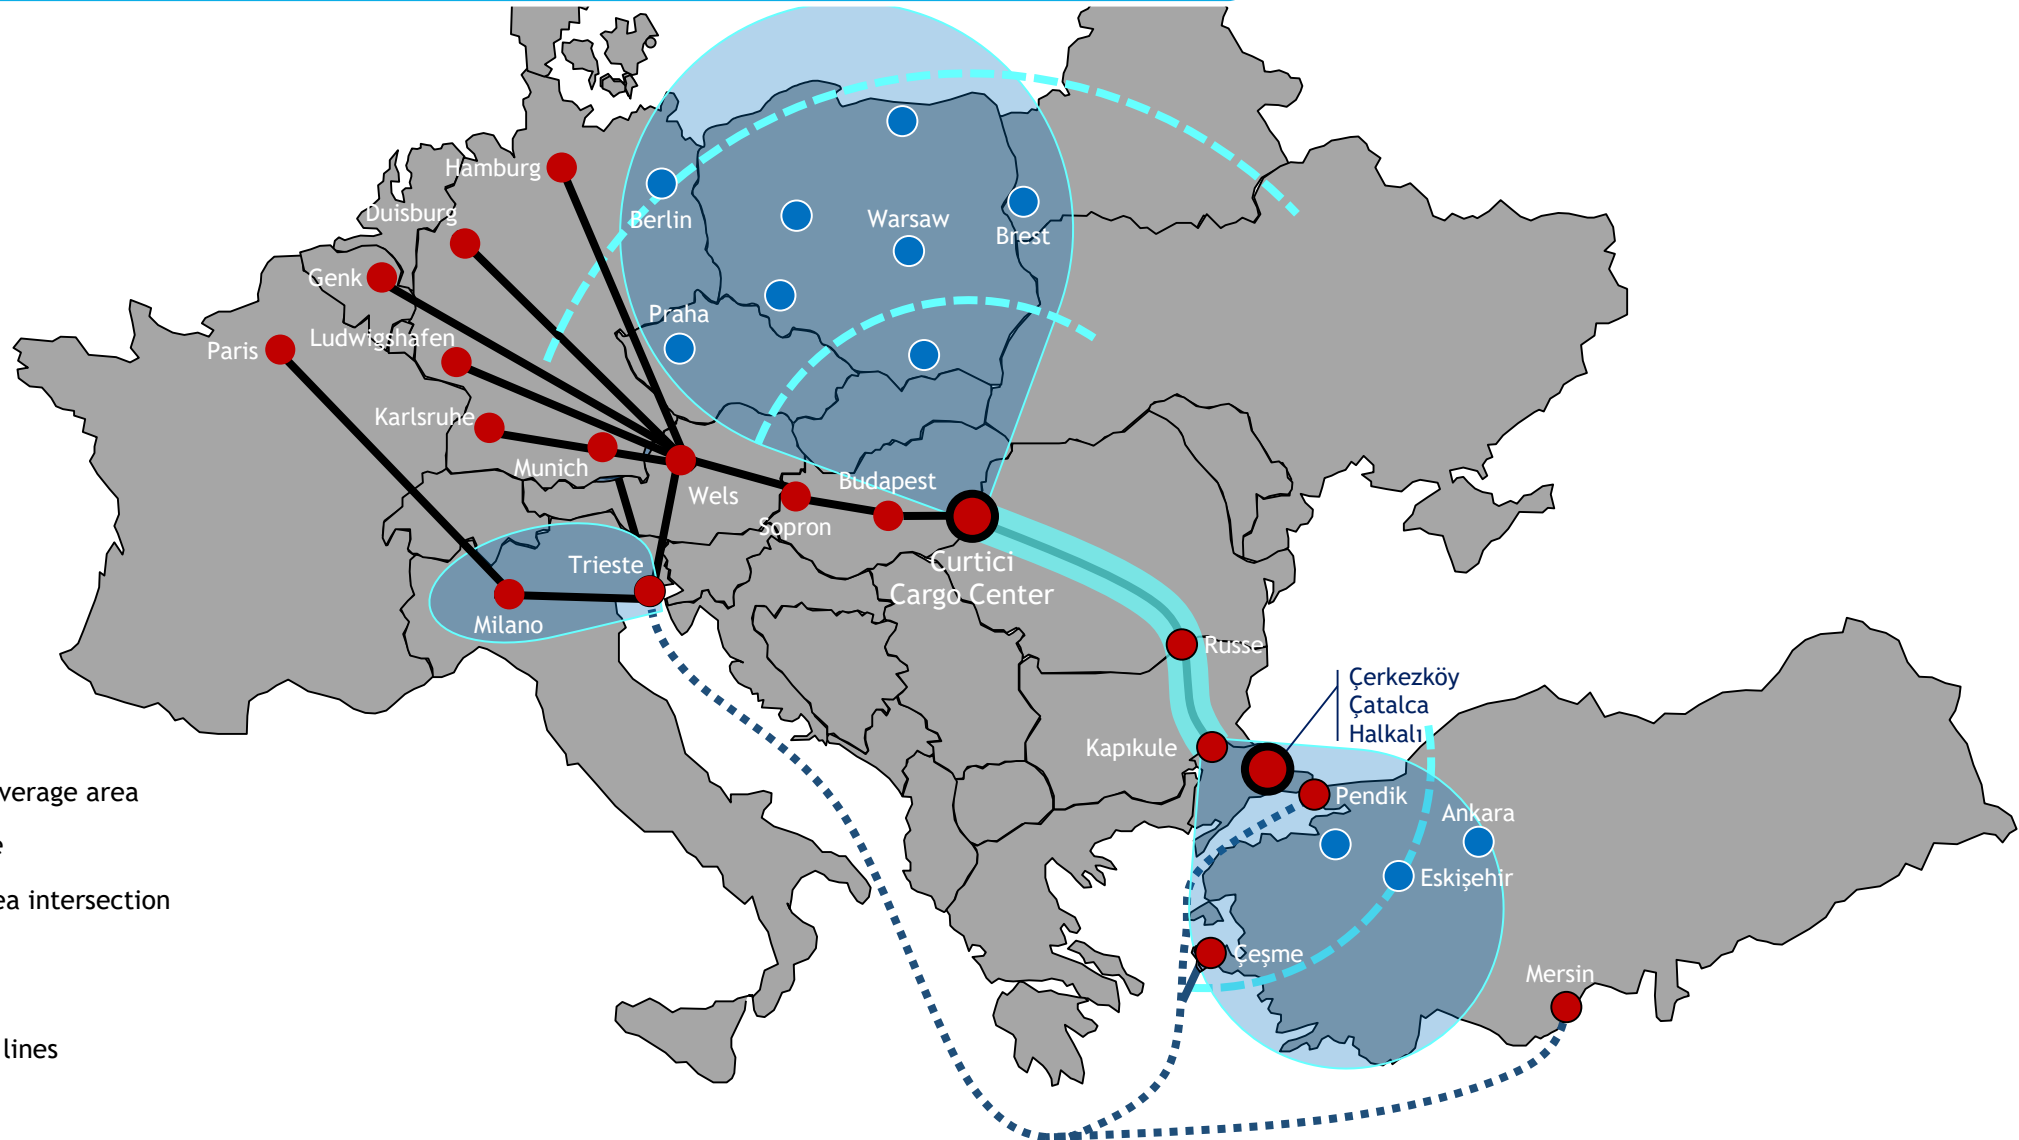 Hamburg
Duisburg
Berlin
Warsaw
Brest
Genk
Praha
Ludwigshafen
Paris
Karlsruhe
Munich
Wels
Budapest
Sopron
Curtici
Cargo Center
Trieste
Milano
Russe
Çerkezköy
Çatalca
Halkalı
Kapıkule
Pendik
Ankara
Eskişehir
Çeşme
Mersin
verage area
e
ea intersection
lines